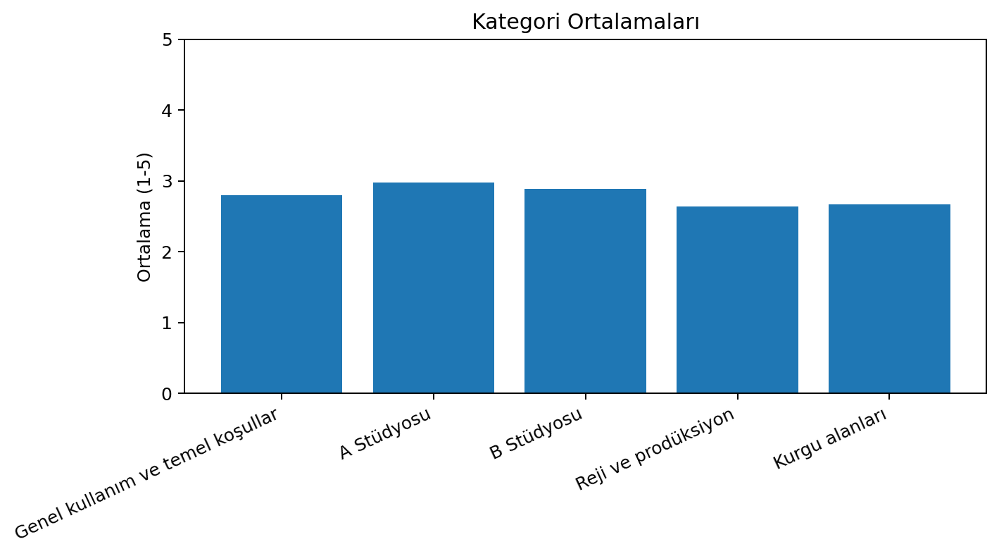 Kategori Ortalamaları
Ortalama (1-5)
5
4
3
2
1
0
Genel kullanım ve temel koşullar
A Stüdyosu
B Stüdyosu
Reji ve prodüksiyon
Kurgu alanları